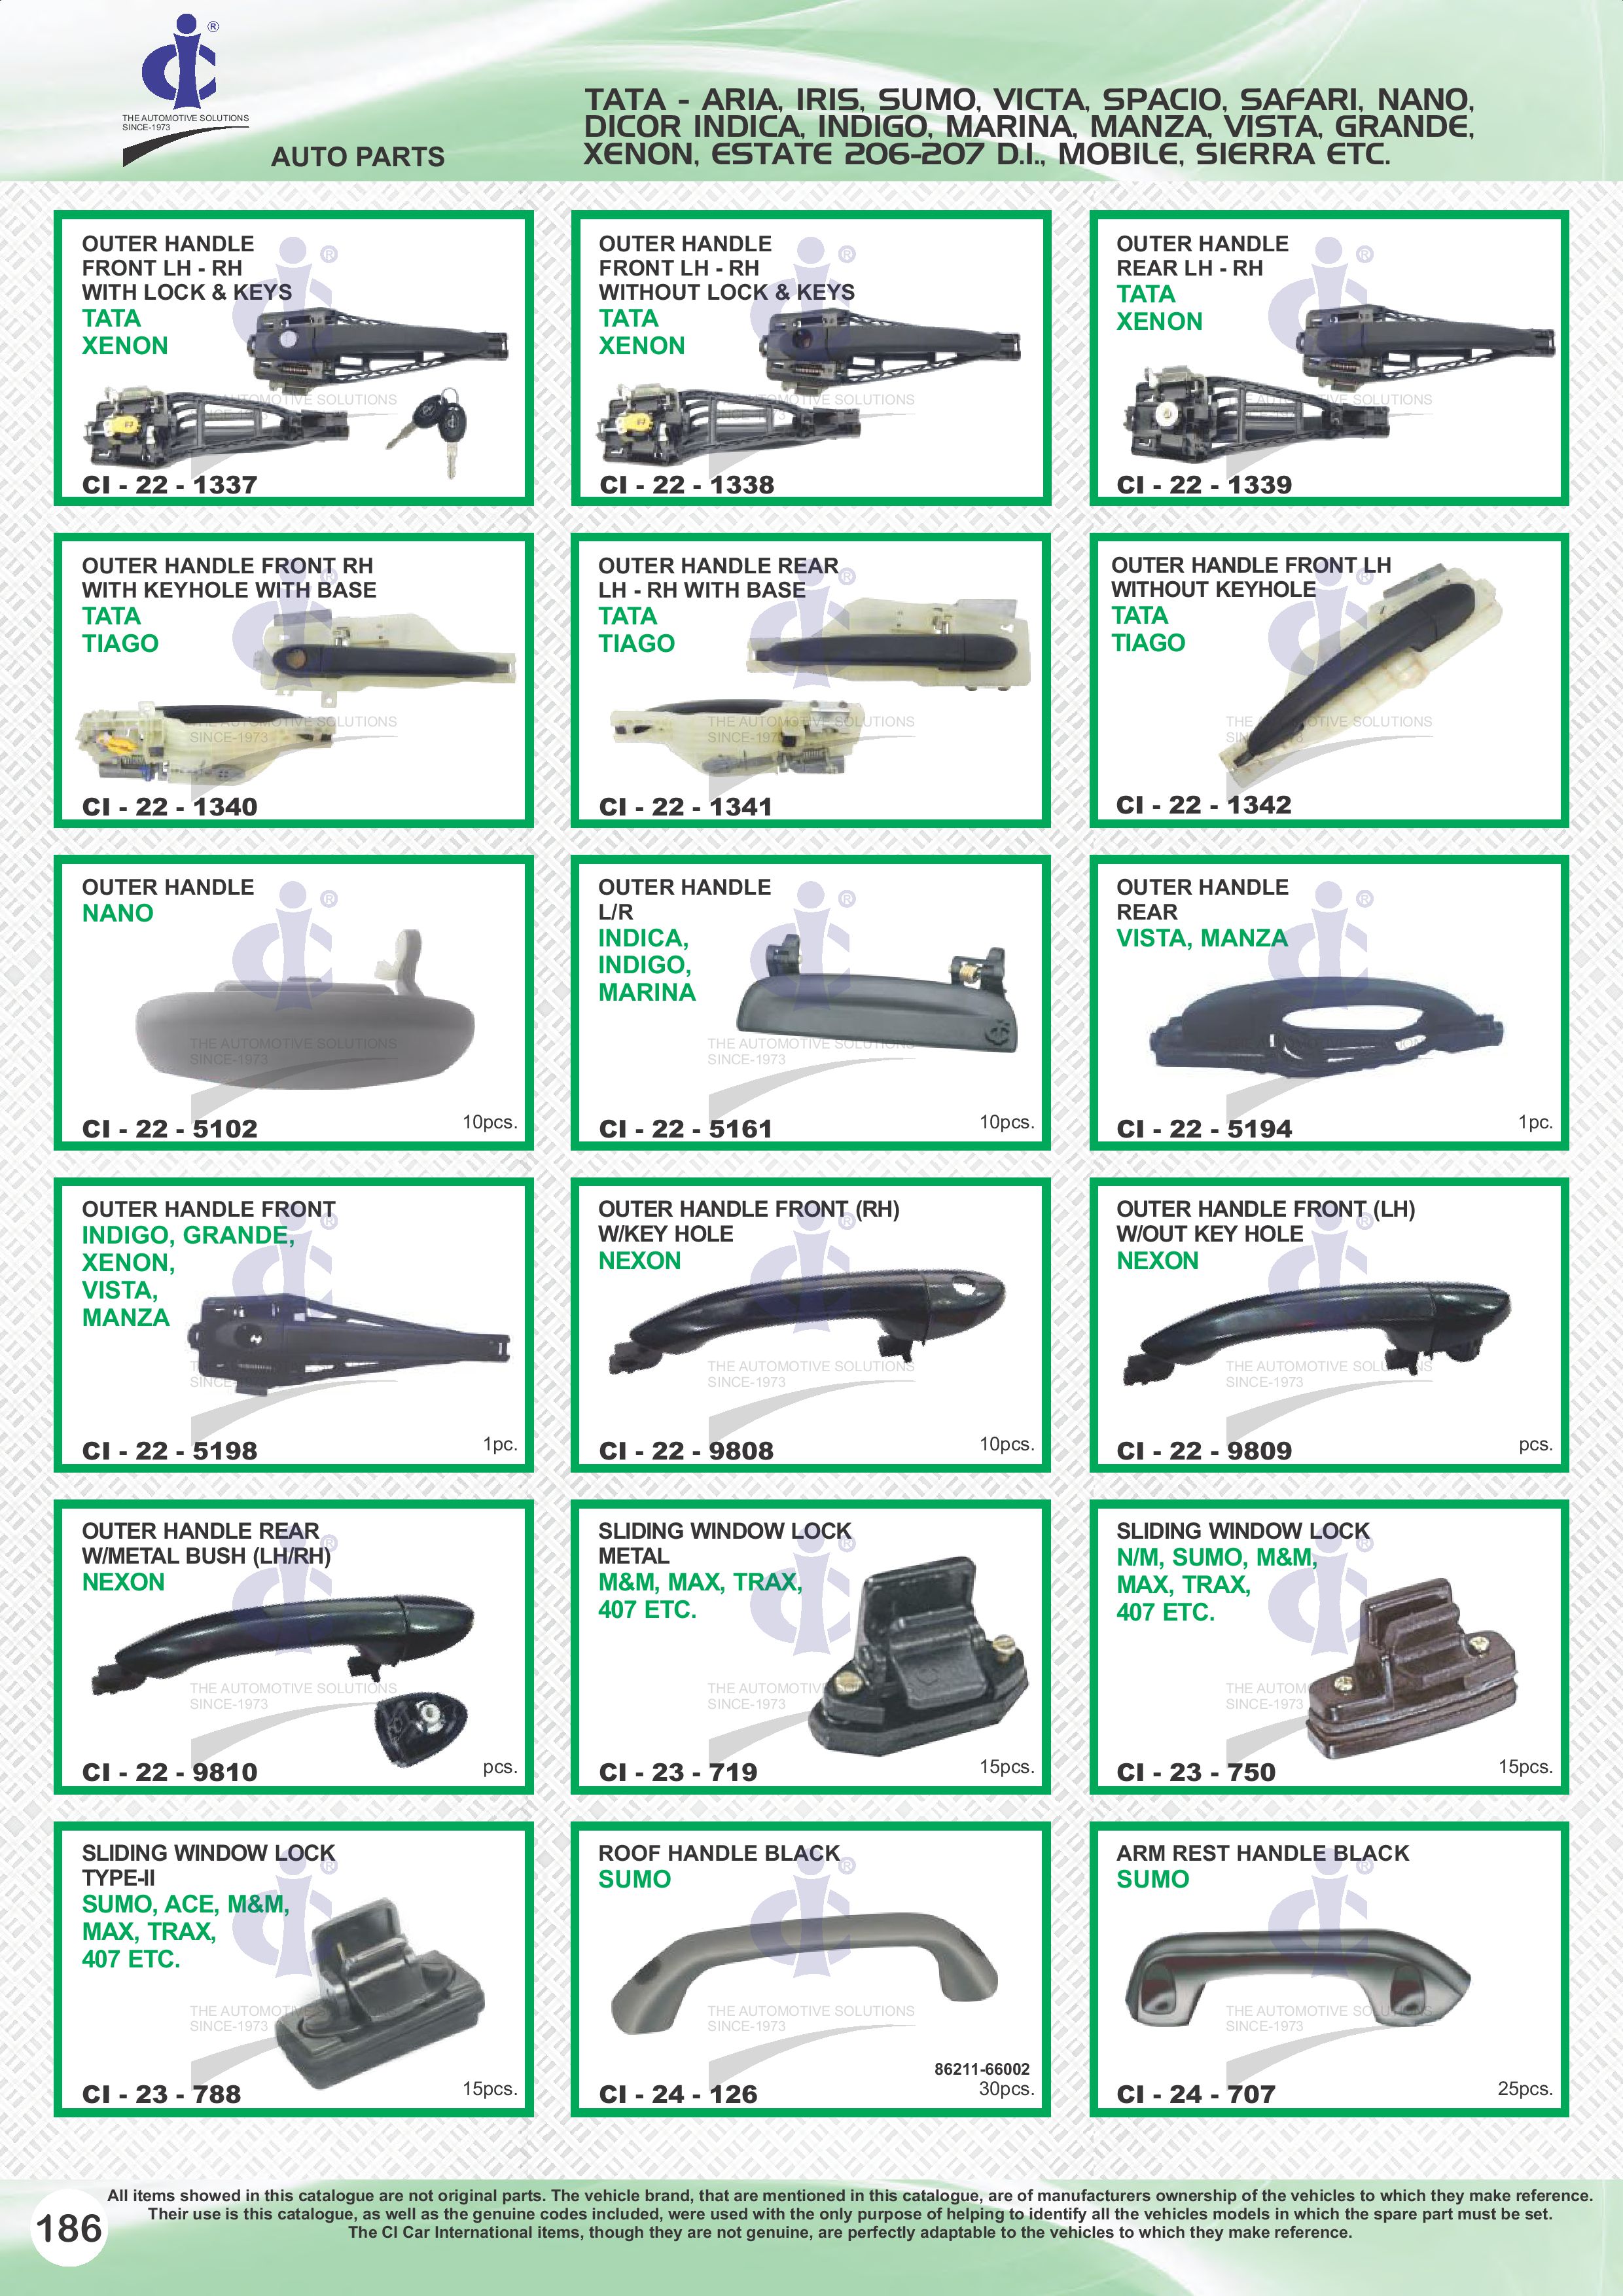 ®
THE AUTOMOTIVE SOLUTIONS
SINCE-1973
AUTO PARTS
TATA - ARIA, IRIS, SUMO, VICTA, SPACIO, SAFARI, NANO,
DICOR INDICA, INDIGO, MARINA, MANZA, VISTA, GRANDE,
XENON, ESTATE 206-207 D.I., MOBILE, SIERRA ETC.
OUTER HANDLE
FRONT LH - RH
WITH LOCK & KEYS
TATA
XENON
CI - 22 - 1337
OUTER HANDLE
FRONT LH - RH
WITHOUT LOCK & KEYS
TATA
XENON
CI - 22 - 1338
OUTER HANDLE
REAR LH - RH
TATA
XENON
CI - 22 - 1339
OUTER HANDLE FRONT RH
WITH KEYHOLE WITH BASE
TATA
TIAGO
CI - 22 - 1340
OUTER HANDLE REAR
LH - RH WITH BASE
TATA
TIAGO
CI - 22 - 1341
OUTER HANDLE FRONT LH
WITHOUT KEYHOLE
TATA
TIAGO
CI - 22 - 1342
OUTER HANDLE
NANO
CI - 22 - 5102
10pcs.
OUTER HANDLE
L/R
INDICA,
INDIGO,
MARINA
CI - 22 - 5161
10pcs.
OUTER HANDLE
REAR
VISTA, MANZA
CI - 22 - 5194
1pc.
OUTER HANDLE FRONT
INDIGO, GRANDE,
XENON,
VISTA,
MANZA
CI - 22 - 5198
1pc.
OUTER HANDLE FRONT (RH)
W/KEY HOLE
NEXON
CI - 22 - 9808
10pcs.
OUTER HANDLE FRONT (LH)
W/OUT KEY HOLE
NEXON
CI - 22 - 9809
pcs.
OUTER HANDLE REAR
W/METAL BUSH (LH/RH)
NEXON
CI - 22 - 9810
pcs.
SLIDING WINDOW LOCK
METAL
M&M, MAX, TRAX,
407 ETC.
CI - 23 - 719
15pcs.
SLIDING WINDOW LOCK
N/M, SUMO, M&M,
MAX, TRAX,
407 ETC.
CI - 23 - 750
15pcs.
SLIDING WINDOW LOCK
TYPE-II
SUMO, ACE, M&M,
MAX, TRAX,
407 ETC.
CI - 23 - 788
15pcs.
ROOF HANDLE BLACK
SUMO
86211-66002
CI - 24 - 126
30pcs.
ARM REST HANDLE BLACK
SUMO
CI - 24 - 707
25pcs.
All items showed in this catalogue are not original parts. The vehicle brand, that are mentioned in this catalogue, are of manufacturers ownership of the vehicles to which they make reference.
Their use is this catalogue, as well as the genuine codes included, were used with the only purpose of helping to identify all the vehicles models in which the spare part must be set.
The CI Car International items, though they are not genuine, are perfectly adaptable to the vehicles to which they make reference.
186